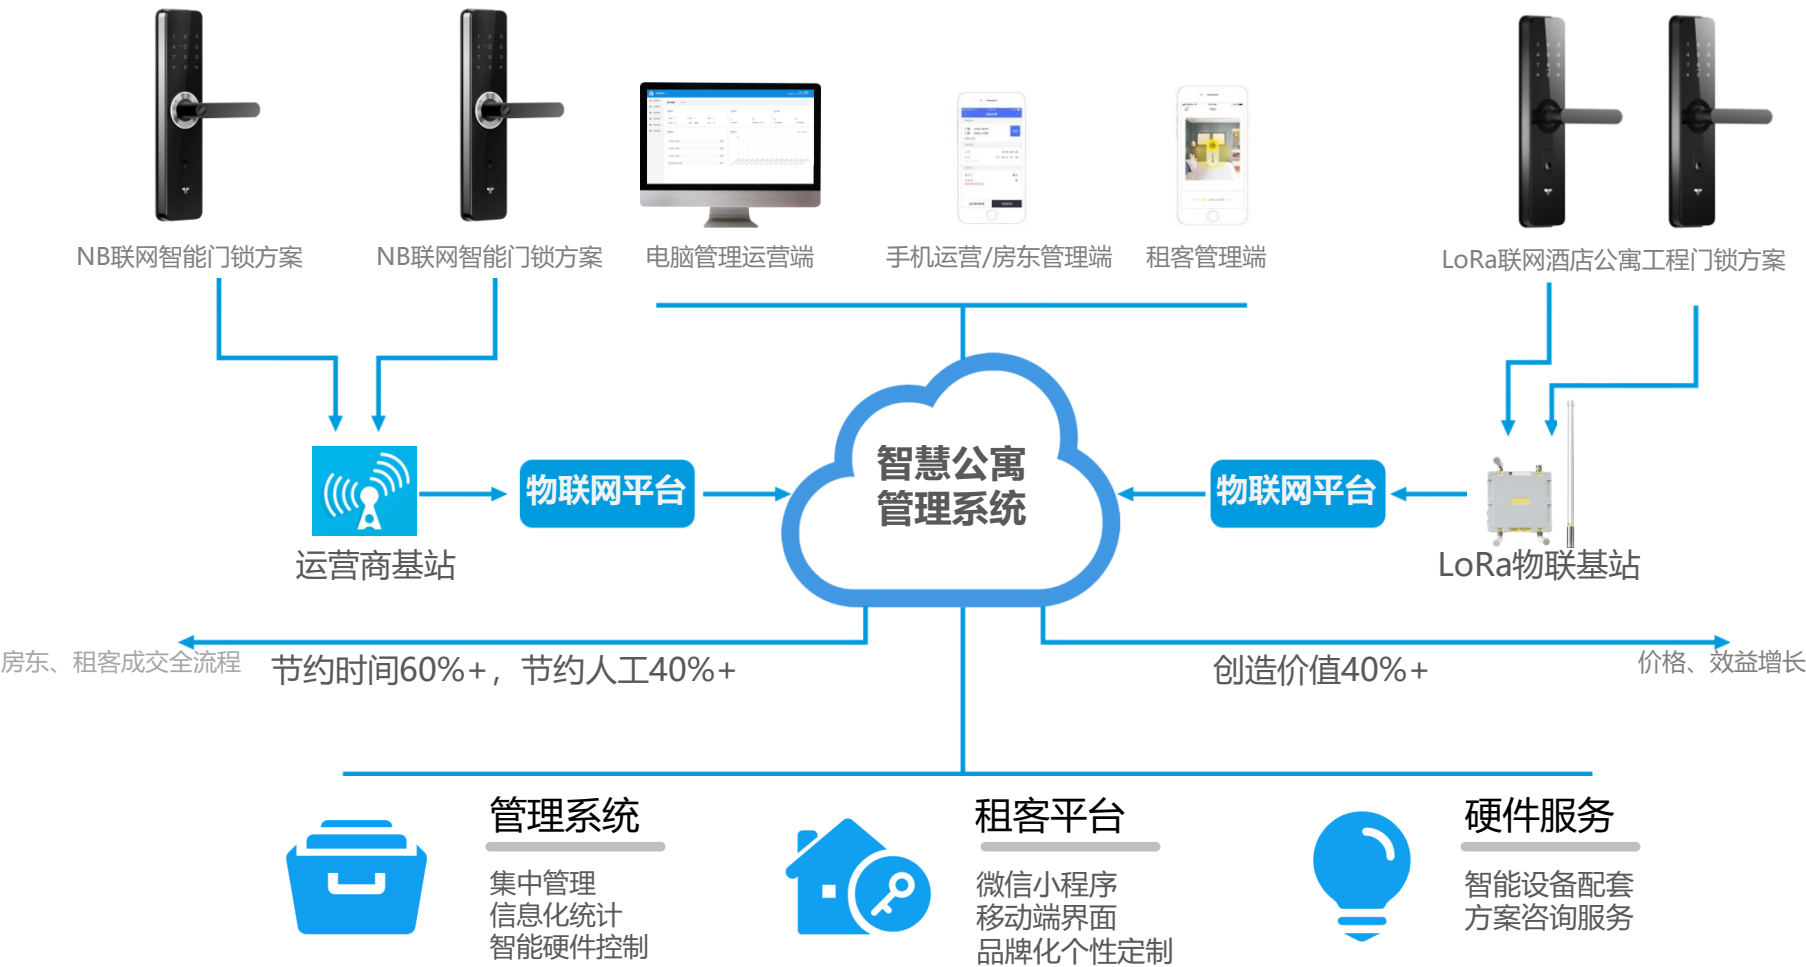 NB联网智能门锁方案
NB联网智能门锁方案
电脑管理运营端
手机运营/房东管理端
租客管理端
LoRa联网酒店公寓工程门锁方案
智慧公寓
管理系统
物联网平台
物联网平台
运营商基站
LoRa物联基站
房东、租客成交全流程
节约时间60%+，节约人工40%+
创造价值40%+
价格、效益增长
管理系统
集中管理
信息化统计
智能硬件控制
租客平台
微信小程序
移动端界面
品牌化个性定制
硬件服务
智能设备配套
方案咨询服务